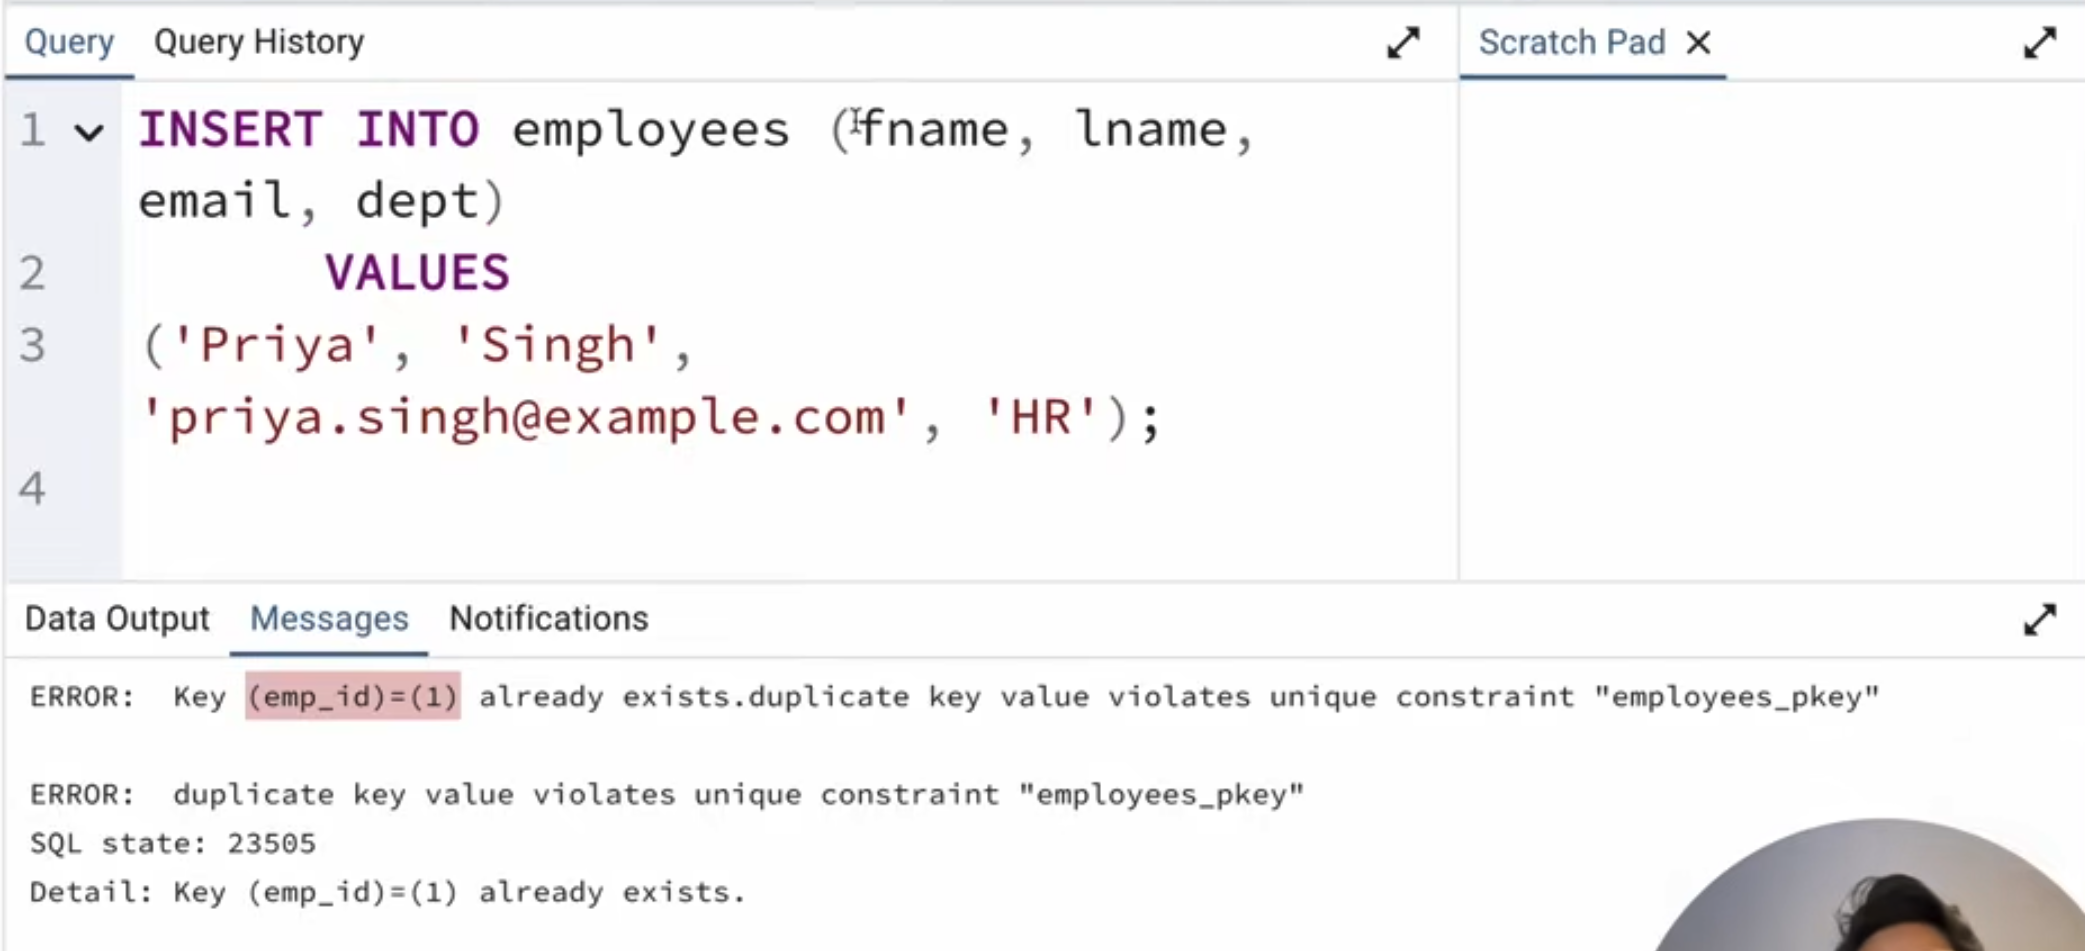 Query Query History
Scratch Pad
1 INSERT INTO employees (fname, lname,
email, dept)
2 VALUES
3 ('Priya', 'Singh',
'priya.singh@example.com', 'HR');
4
Data Output Messages Notifications
ERROR: Key (emp_id)=(1) already exists.duplicate key value violates unique constraint "employees_pkey"
ERROR: duplicate key value violates unique constraint "employees_pkey"
SQL state: 23505
Detail: Key (emp_id)=(1) already exists.